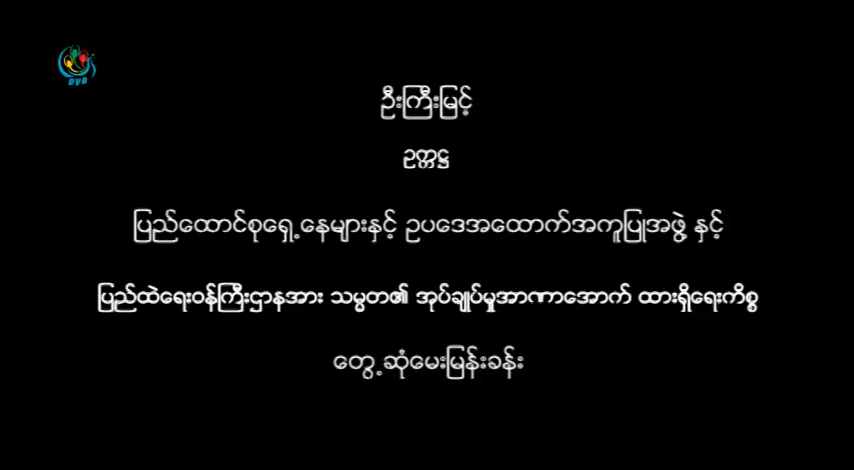 DVB
ဦးကြီးမြင့်
ဥက္ကဋ္ဌ
ပြည်ထောင်စုရှေ့နေများနှင့် ဥပဒေအထောက်အကူပြုအဖွဲ့ နှင့်
ပြည်ထဲရေးဝန်ကြီးဌာနအား သမ္မတ၏ အုပ်ချုပ်မှုအာဏာအောက် ထားရှိရေးကိစ္စ
တွေ့ဆုံမေးမြန်းခန်း